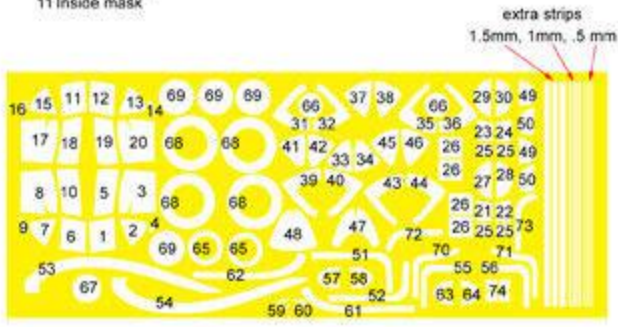 11 Inside mask
extra strips
1.5mm, 1mm, .5 mm
16 15 11 12 13 14 69 69 69 66 37 38 66 29 30 49
31 32 35 36 50
17 18 19 20 68 68 41 42 33 34 45 46 26 23 24
25 25 49
26
8 10 5 3 68 68 39 40 43 44 27 28 50
26 21 22
9 7 6 1 2 4 69 65 65 48 47 72 26 25 25 73
53 62 51 70 71
67 57 58 55 56
54 52 63 64 74
59 60 61